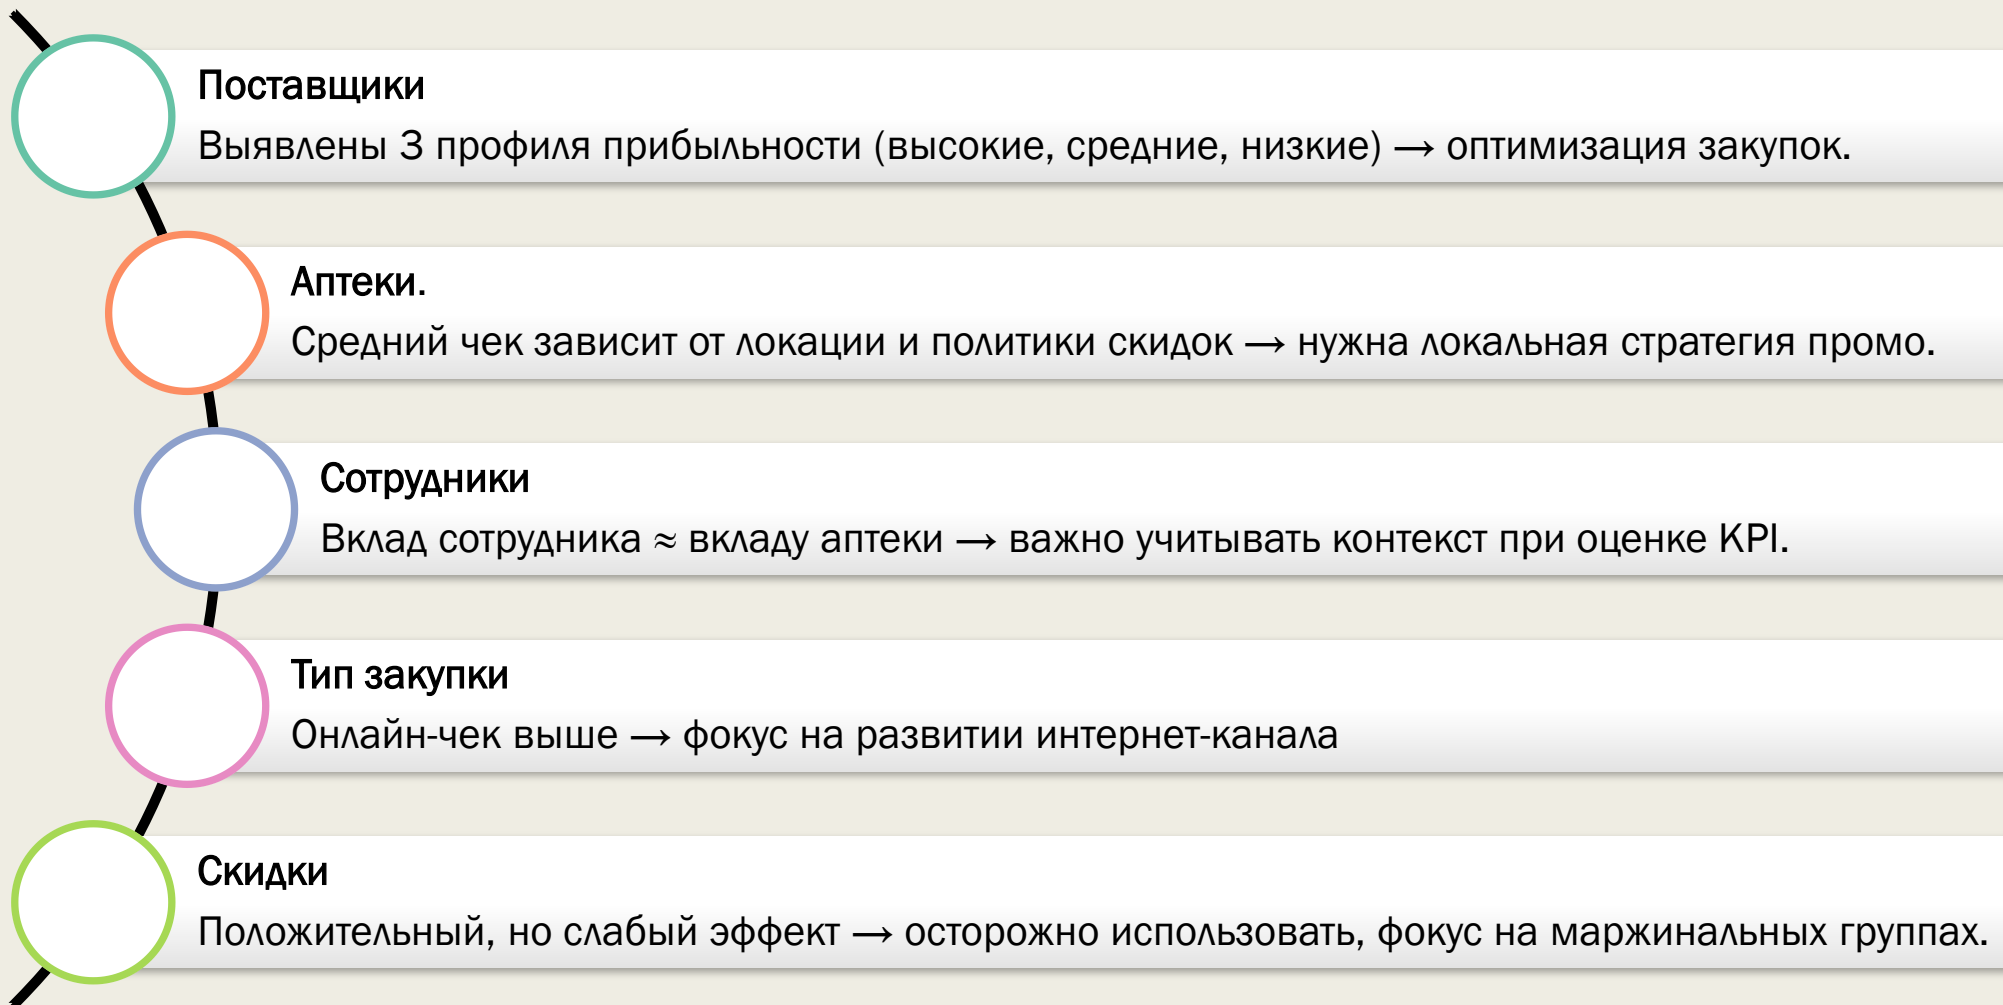 Поставщики
Выявлены 3 профиля прибыльности (высокие, средние, низкие) → оптимизация закупок.
Аптеки.
Средний чек зависит от локации и политики скидок → нужна локальная стратегия промо.
Сотрудники
Вклад сотрудника ≈ вкладу аптеки → важно учитывать контекст при оценке KPI.
Тип закупки
Онлайн-чек выше → фокус на развитии интернет-канала
Скидки
Положительный, но слабый эффект → осторожно использовать, фокус на маржинальных группах.